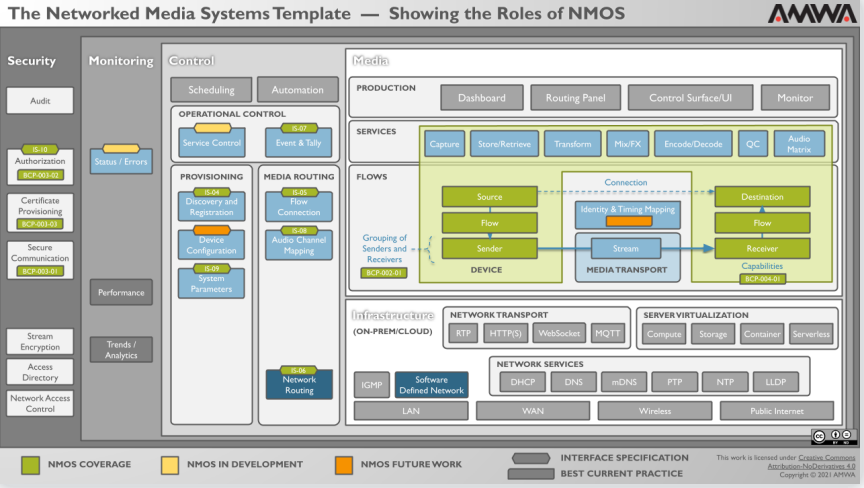 The Networked Media Systems Template — Showing the Roles of NMOS
AMWA
Security
Audit
IS-10
Authorization
BCP-003-02
Certificate
Provisioning
BCP-003-03
Secure
Communication
BCP-003-01
Stream
Encryption
Access
Directory
Network Access
Control
Monitoring
Status / Errors
Performance
Trends /
Analytics
Control
Scheduling
Automation
OPERATIONAL CONTROL
Service Control
IS-07
Event & Tally
PROVISIONING
IS-04
Discovery and
Registration
Device
Configuration
IS-09
System
Parameters
MEDIA ROUTING
IS-05
Flow
Connection
IS-08
Audio Channel
Mapping
IS-06
Network
Routing
Media
PRODUCTION
Dashboard
Routing Panel
Control Surface/UI
Monitor
SERVICES
Capture
Store/Retrieve
Transform
Mix/FX
Encode/Decode
QC
Audio
Matrix
FLOWS
Grouping of
Senders and
Receivers
BCP-002-01
Source
Flow
Sender
DEVICE
Connection
Identity & Timing Mapping
Stream
MEDIA TRANSPORT
Destination
Flow
Receiver
Capabilities
BCP-004-01
Infrastructure
(ON-PREM/CLOUD)
NETWORK TRANSPORT
RTP
HTTP(S)
WebSocket
MQTT
SERVER VIRTUALIZATION
Compute
Storage
Container
Serverless
IGMP
Software
Defined Network
NETWORK SERVICES
DHCP
DNS
mDNS
PTP
NTP
LLDP
LAN
WAN
Wireless
Public Internet
cc
BY ND
NMOS COVERAGE
NMOS IN DEVELOPMENT
NMOS FUTURE WORK
INTERFACE SPECIFICATION
BEST CURRENT PRACTICE
This work is licensed under Creative Commons
Attribution-NoDerivatives 4.0
Copyright © 2021 AMWA